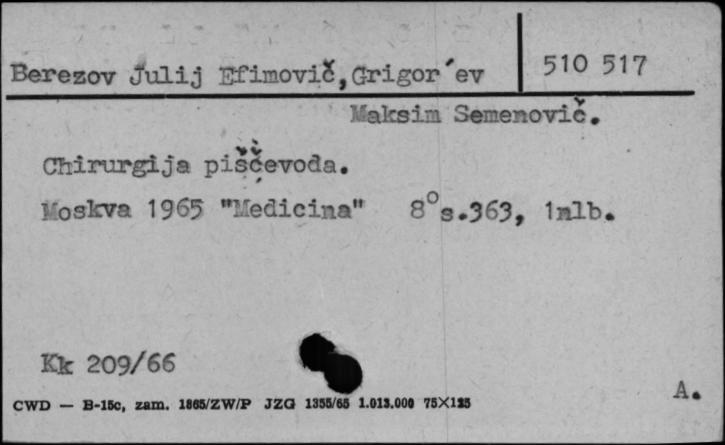 Berezov Julij Efimovič, Grigor´ev 510 517
Maksim Semenovič.
Chirurgija piščevoda.
Moskva 1965 "Medicina" 8°s.363, 1nlb.
Kk 209/66
A.
CWD — B-15c, zam. 1865/ZW/P JZG 1355/65 1.013.000 75X125